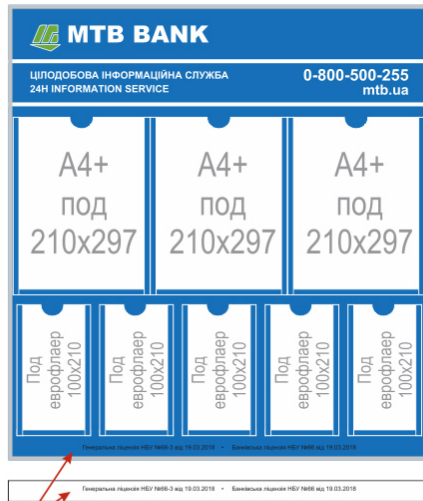 MTB BANK
ЦІЛОДОБОВА ІНФОРМАЦІЙНА СЛУЖБА
24H INFORMATION SERVICE
0-800-500-255
mtb.ua
А4+
под
210х297
А4+
под
210х297
А4+
под
210х297
Под
еврофлаер
100х210
Под
еврофлаер
100х210
Под
еврофлаер
100х210
Под
еврофлаер
100х210
Под
еврофлаер
100х210
Генеральна ліцензія НБУ №66-3 від 19.03.2018 • Банківська ліцензія НБУ №66 від 19.03.2018
Генеральна ліцензія НБУ №66-3 від 19.03.2018 • Банківська ліцензія НБУ №66 від 19.03.2018